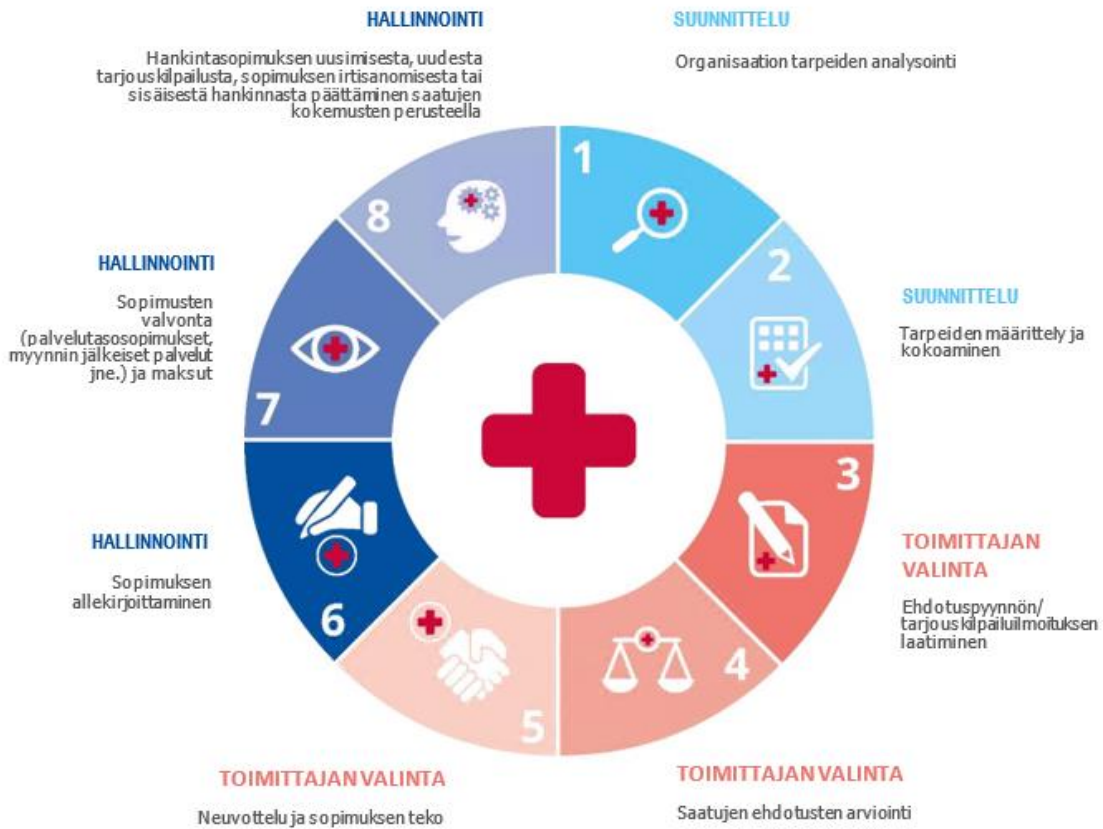 SUUNNITTELU
Organisaation tarpeiden analysointi
1
2
SUUNNITTELU
Tarpeiden määrittely ja
kokoaminen
3
TOIMITTAJAN
VALINTA
Ehdotuspyynnön/
tarjouskilpailuilmoituksen
laatiminen
4
TOIMITTAJAN VALINTA
Saatujen ehdotusten arviointi
5
TOIMITTAJAN VALINTA
Neuvottelu ja sopimuksen teko
6
HALLINNOINTI
Sopimuksen
allekirjoittaminen
7
HALLINNOINTI
Sopimusten
valvonta
(palvelutasosopimukset,
myynnin jälkeiset palvelut
jne.) ja maksut
8
HALLINNOINTI
Hankintasopimuksen uusimisesta, uudesta
tarjouskilpailusta, sopimuksen irtisanomisesta tai
sisäisestä hankinnasta päättäminen saatujen
kokemusten perusteella